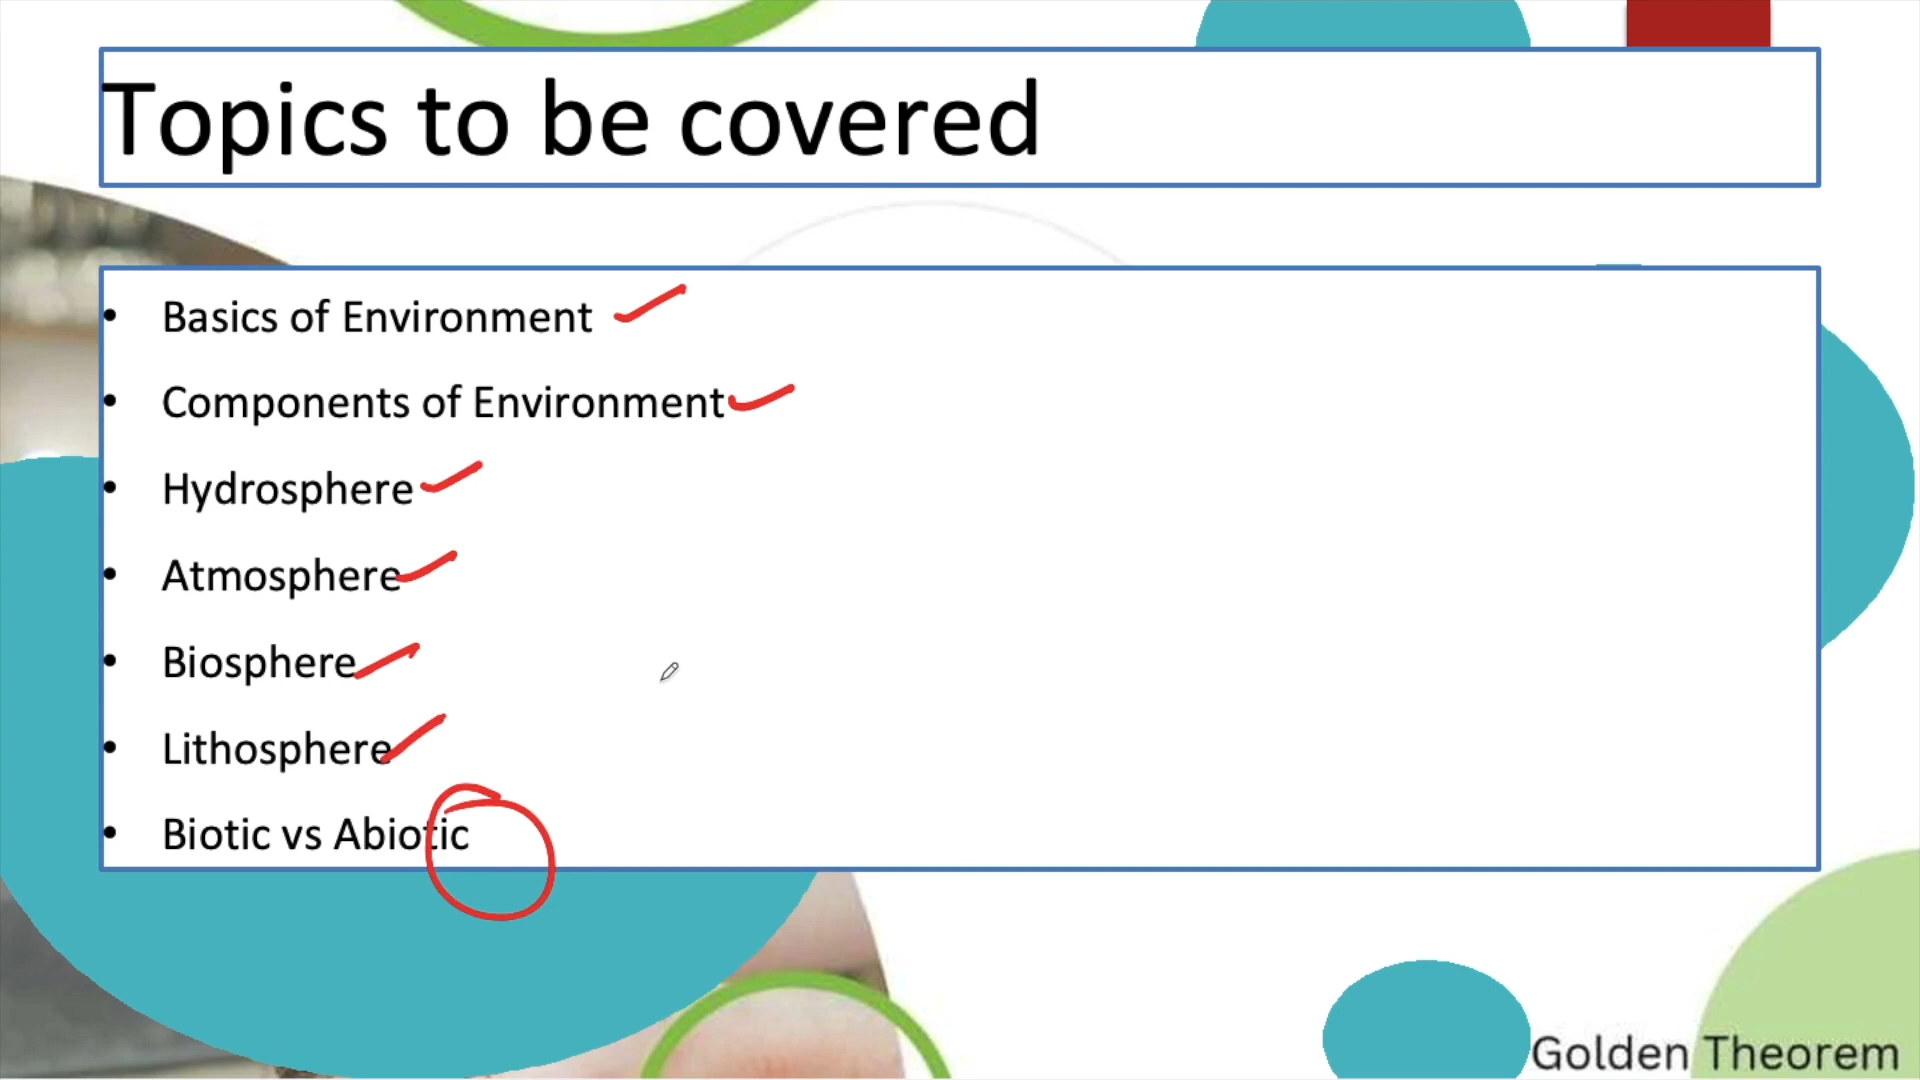 Topics to be covered
• Basics of Environment
• Components of Environment
• Hydrosphere
• Atmosphere
• Biosphere
• Lithosphere
• Biotic vs Abiotic
Golden Theorem